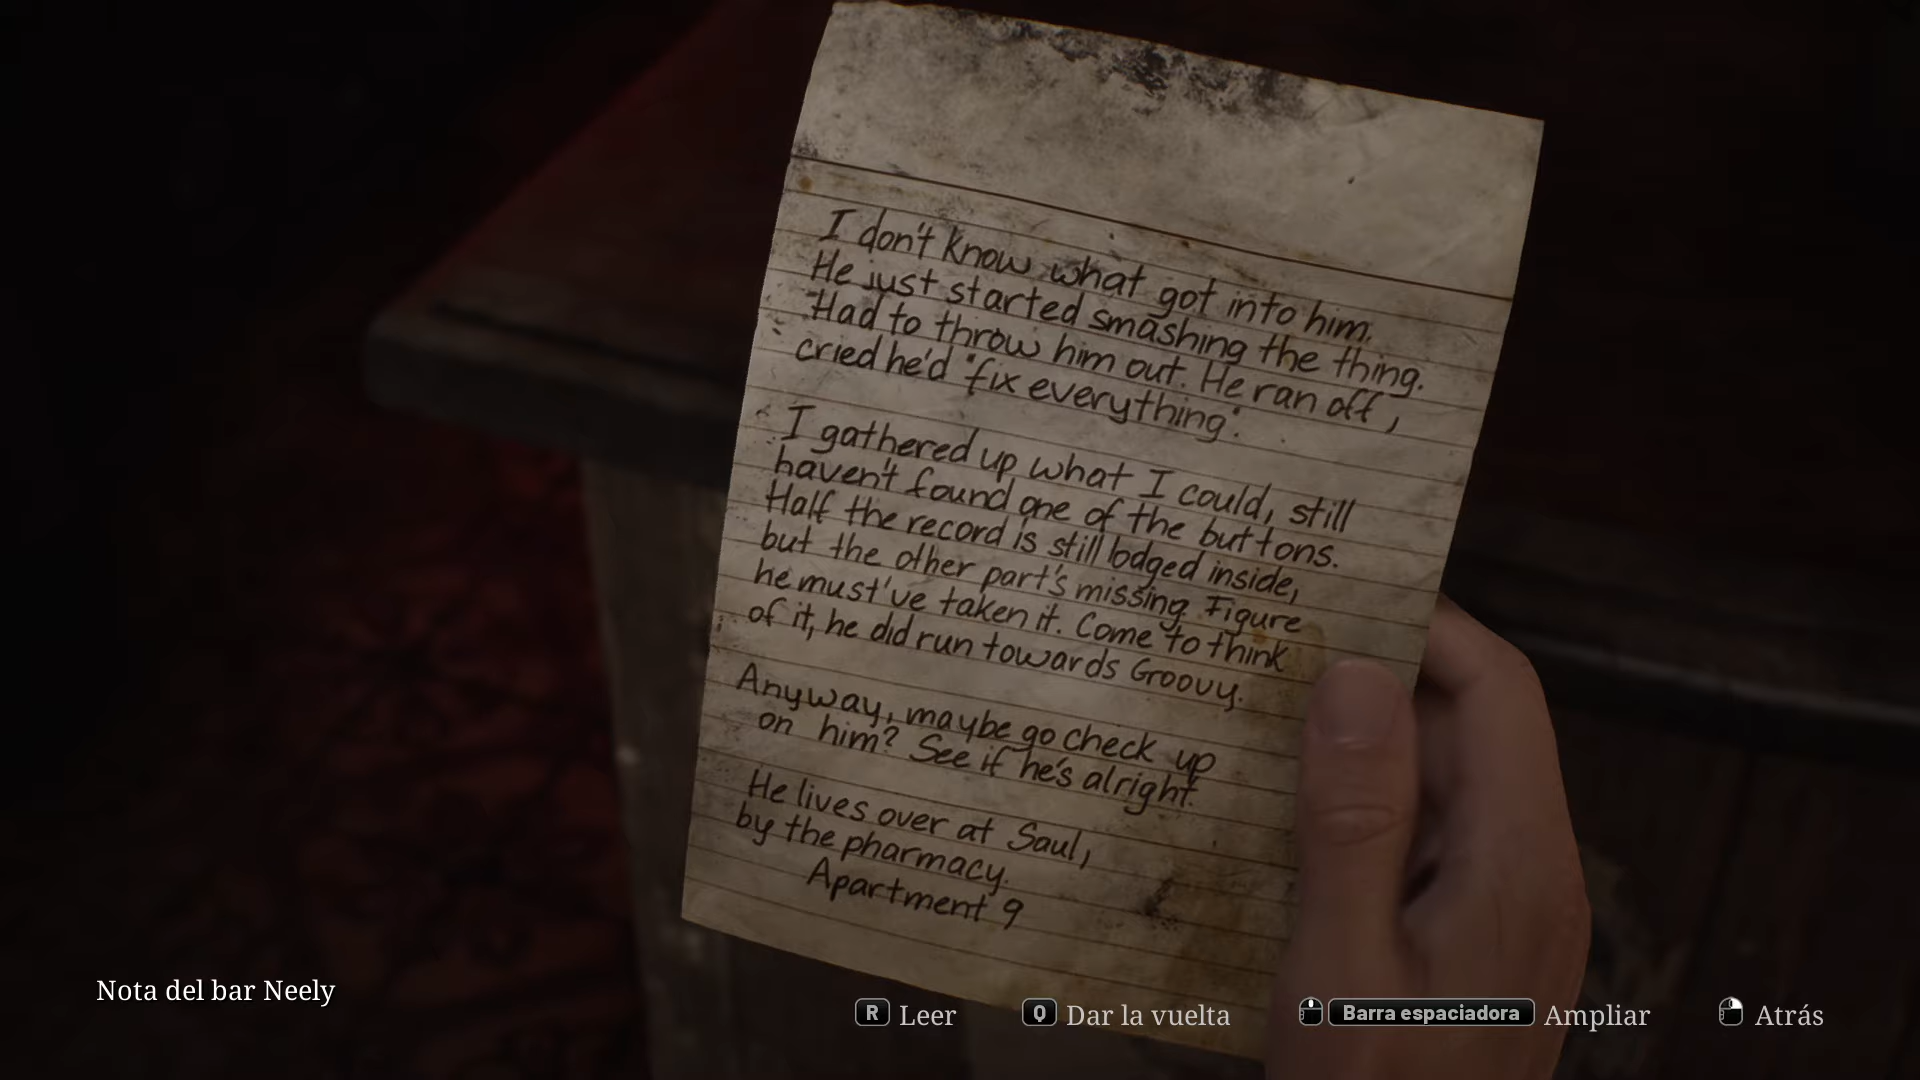 I don't know what got into him.
He just started smashing the thing.
Had to throw him out. He ran off,
cried he'd "fix everything".
I gathered up what I could, still
haven't found one of the buttons.
Half the record is still lodged inside,
but the other part's missing. Figure
he must've taken it. Come to think
of it, he did run towards Groovy.
Anyway, maybe go check up
on him? See if he's alright.
He lives over at Saul,
by the pharmacy.
Apartment 9
Nota del bar Neely
R Leer Q Dar la vuelta Barra espaciadora Ampliar Atrás